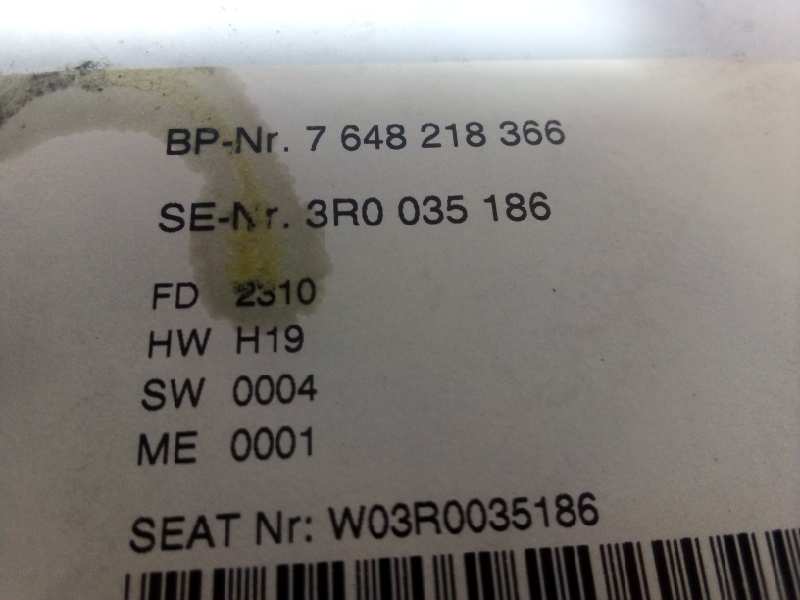 BP-Nr. 7 648 218 366
SE-Nr. 3R0 035 186
FD 2310
HW H19
SW 0004
ME 0001
SEAT Nr: W03R0035186